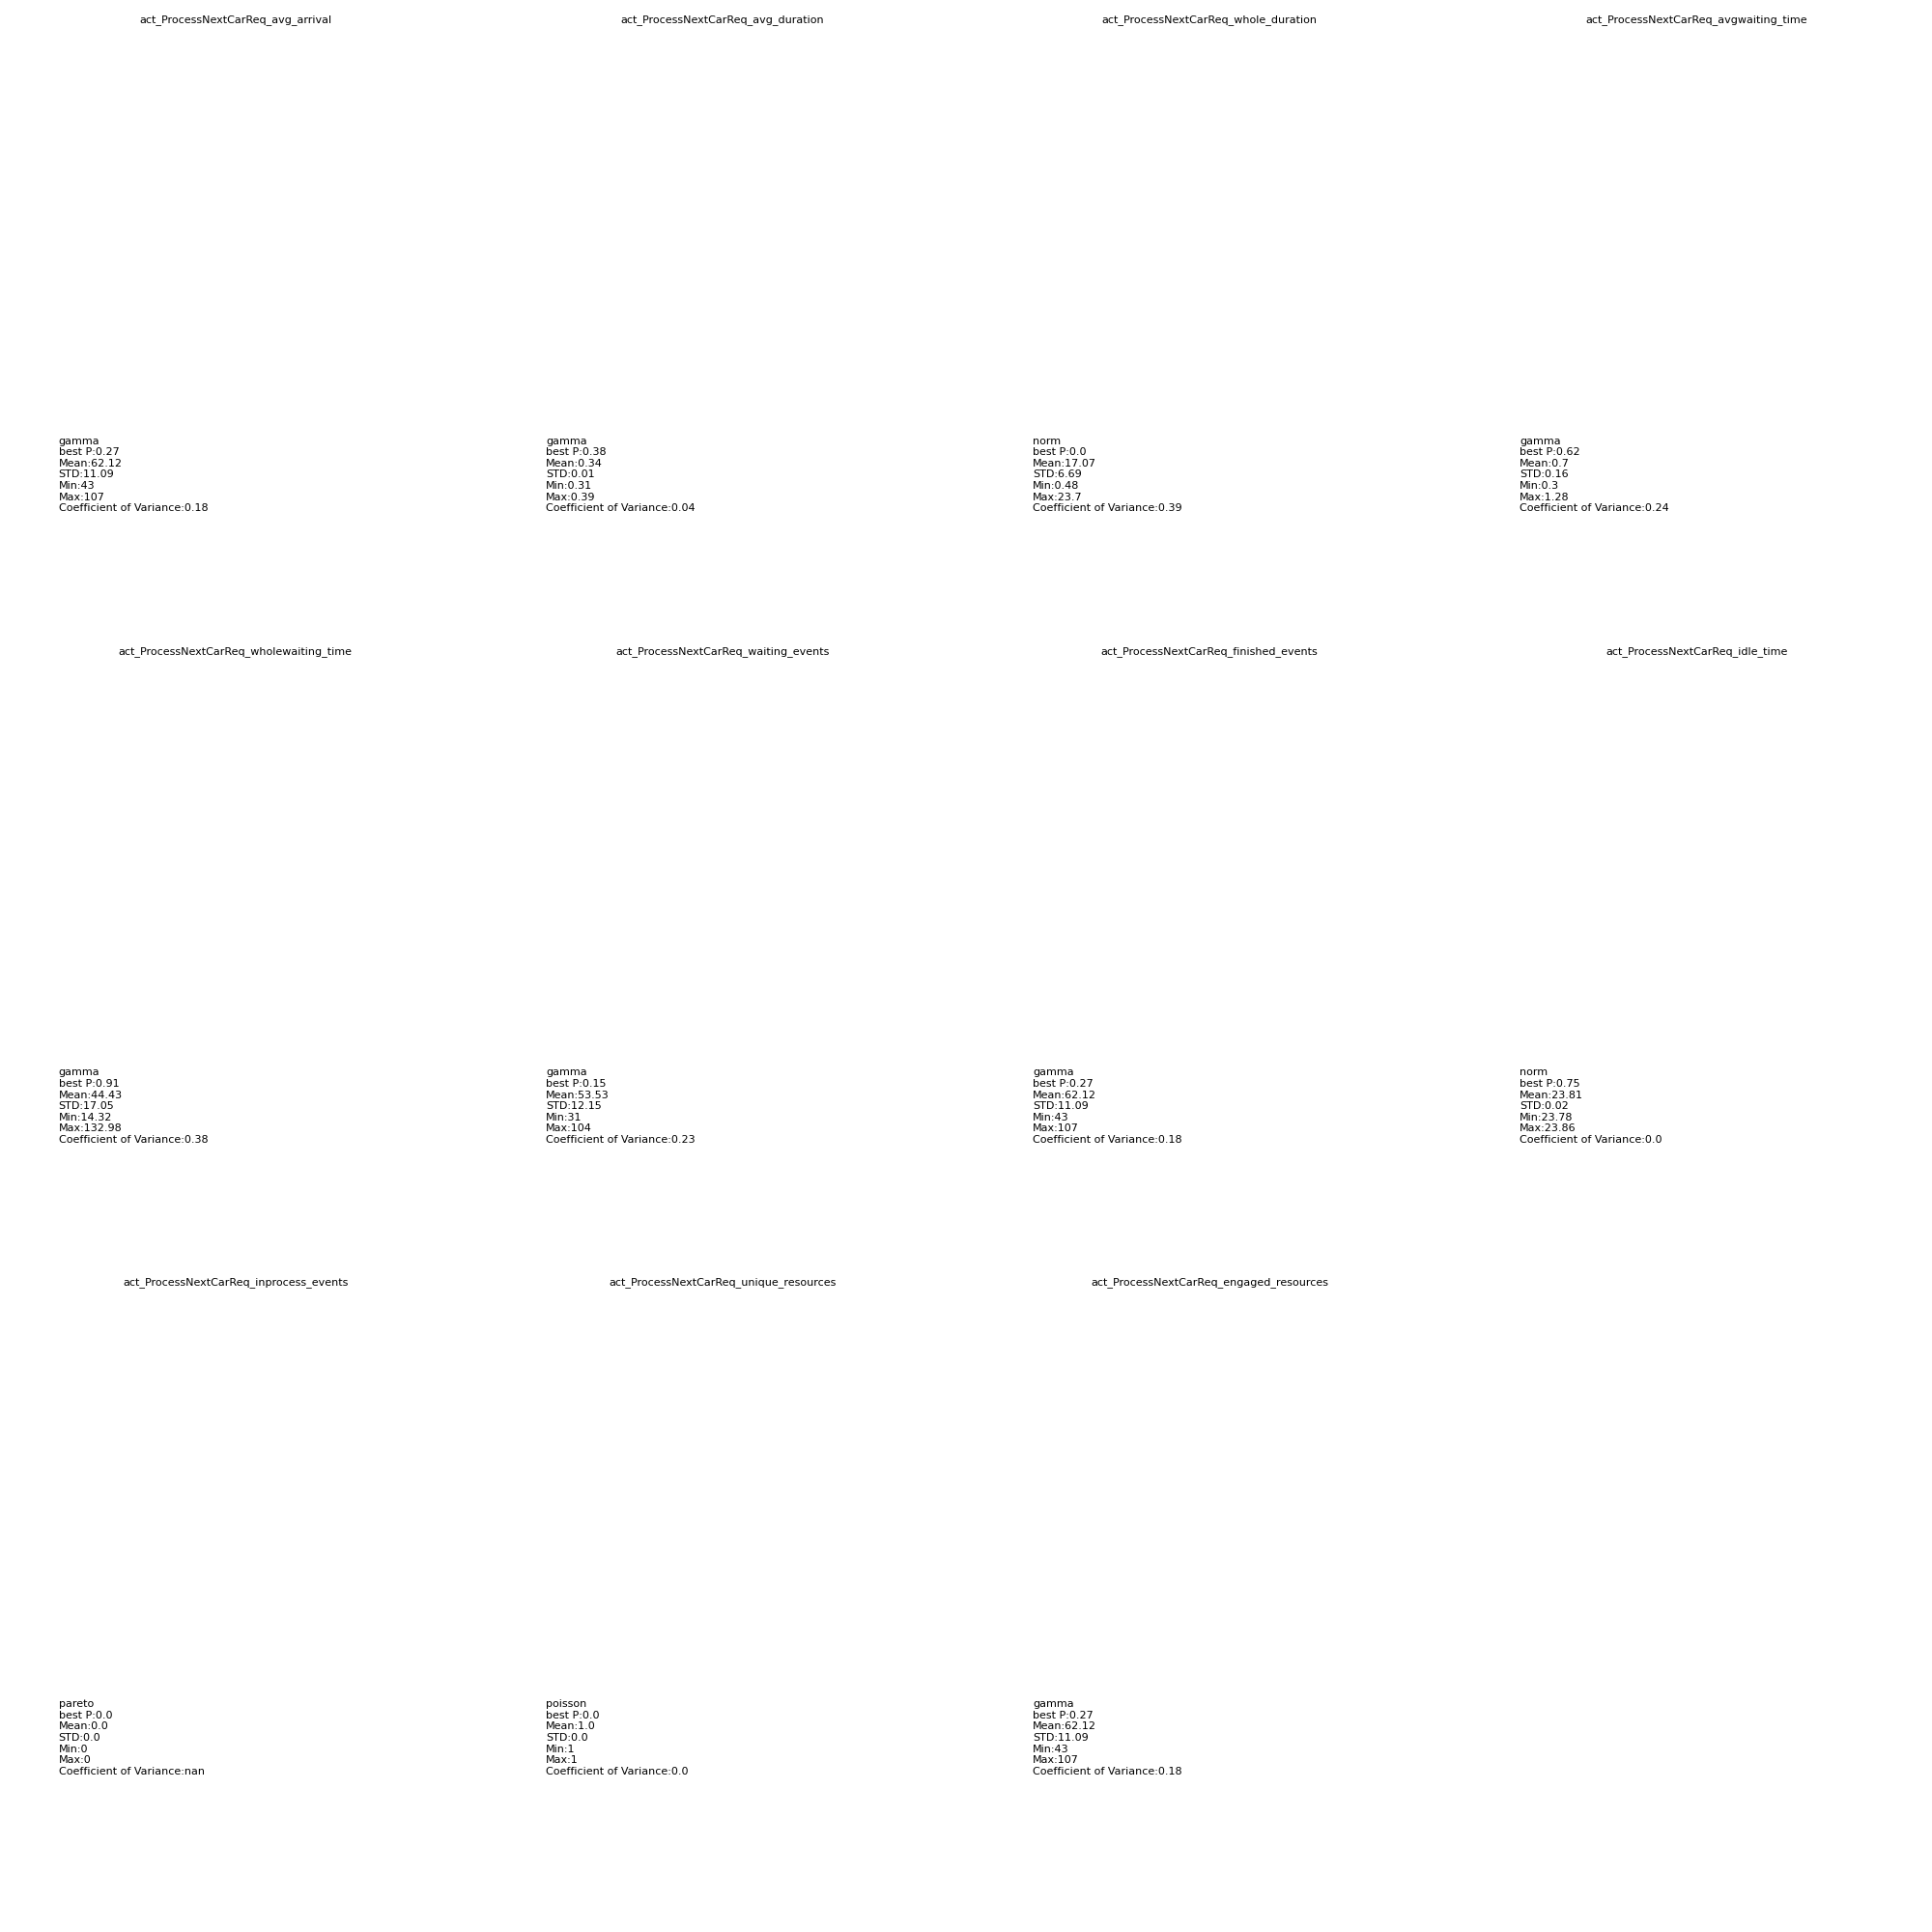 act_ProcessNextCarReq_avg_arrival
gamma
best P:0.27
Mean:62.12
STD:11.09
Min:43
Max:107
Coefficient of Variance:0.18
act_ProcessNextCarReq_avg_duration
gamma
best P:0.38
Mean:0.34
STD:0.01
Min:0.31
Max:0.39
Coefficient of Variance:0.04
act_ProcessNextCarReq_whole_duration
norm
best P:0.0
Mean:17.07
STD:6.69
Min:0.48
Max:23.7
Coefficient of Variance:0.39
act_ProcessNextCarReq_avgwaiting_time
gamma
best P:0.62
Mean:0.7
STD:0.16
Min:0.3
Max:1.28
Coefficient of Variance:0.24
act_ProcessNextCarReq_wholewaiting_time
gamma
best P:0.91
Mean:44.43
STD:17.05
Min:14.32
Max:132.98
Coefficient of Variance:0.38
act_ProcessNextCarReq_waiting_events
gamma
best P:0.15
Mean:53.53
STD:12.15
Min:31
Max:104
Coefficient of Variance:0.23
act_ProcessNextCarReq_finished_events
gamma
best P:0.27
Mean:62.12
STD:11.09
Min:43
Max:107
Coefficient of Variance:0.18
act_ProcessNextCarReq_idle_time
norm
best P:0.75
Mean:23.81
STD:0.02
Min:23.78
Max:23.86
Coefficient of Variance:0.0
act_ProcessNextCarReq_inprocess_events
pareto
best P:0.0
Mean:0.0
STD:0.0
Min:0
Max:0
Coefficient of Variance:nan
act_ProcessNextCarReq_unique_resources
poisson
best P:0.0
Mean:1.0
STD:0.0
Min:1
Max:1
Coefficient of Variance:0.0
act_ProcessNextCarReq_engaged_resources
gamma
best P:0.27
Mean:62.12
STD:11.09
Min:43
Max:107
Coefficient of Variance:0.18